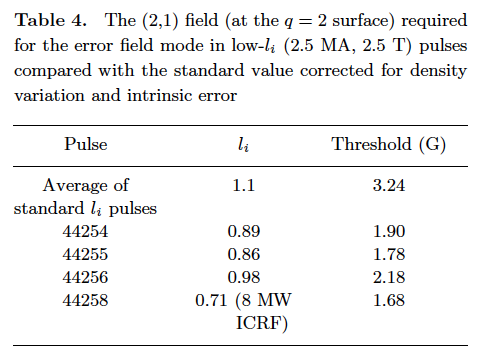 Table 4. The (2,1) field (at the q = 2 surface) required
for the error field mode in low-lᵢ (2.5 MA, 2.5 T) pulses
compared with the standard value corrected for density
variation and intrinsic error
Pulse lᵢ Threshold (G)
Average of 1.1 3.24
standard lᵢ pulses
44254 0.89 1.90
44255 0.86 1.78
44256 0.98 2.18
44258 0.71 (8 MW 1.68
ICRF)